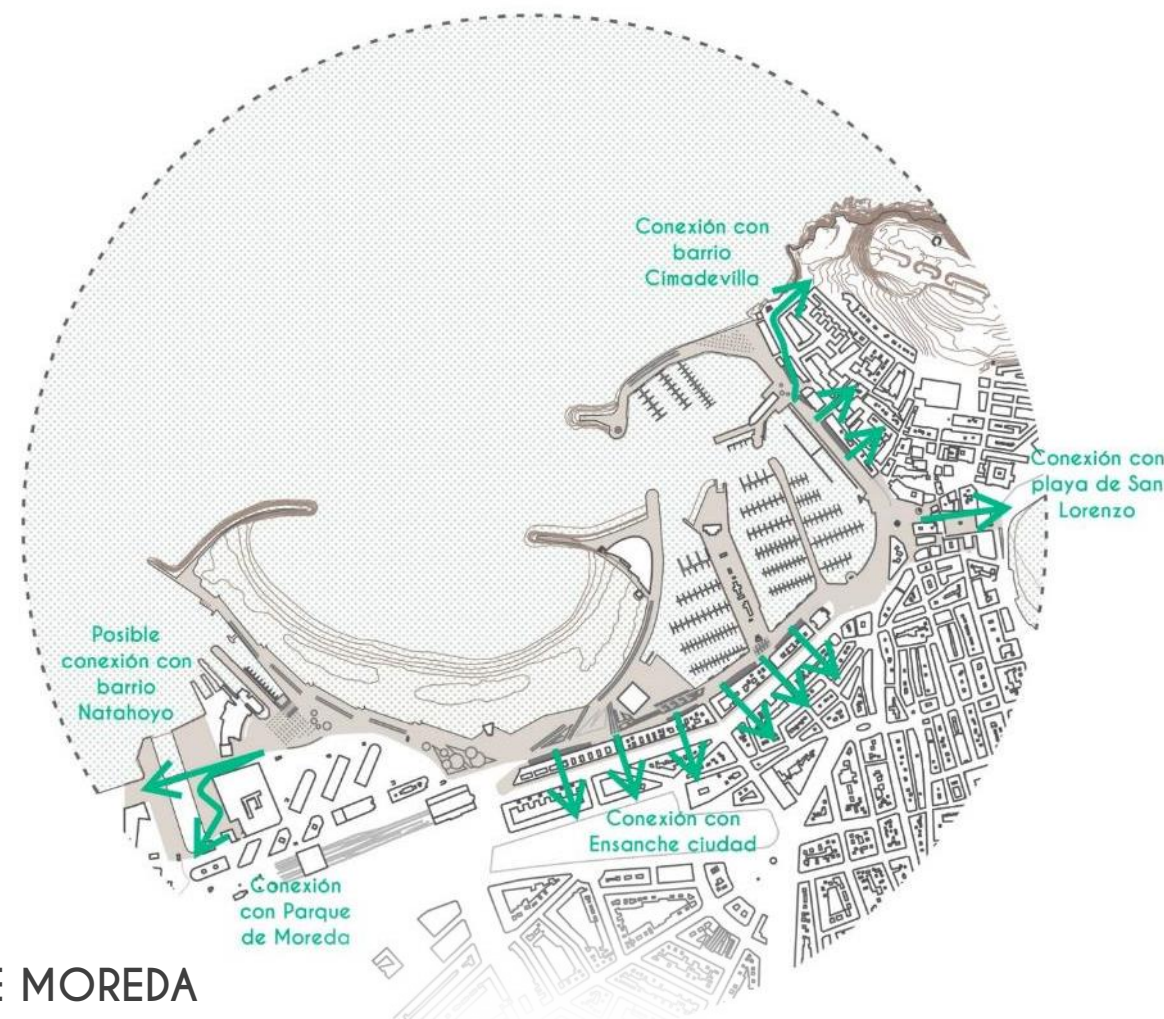 Conexión con
barrio
Cimadevilla
Conexión con
playa de San
Lorenzo
Posible
conexión con
barrio
Natahoyo
Conexión con
Ensanche ciudad
Conexión
con Parque
de Moreda
E MOREDA